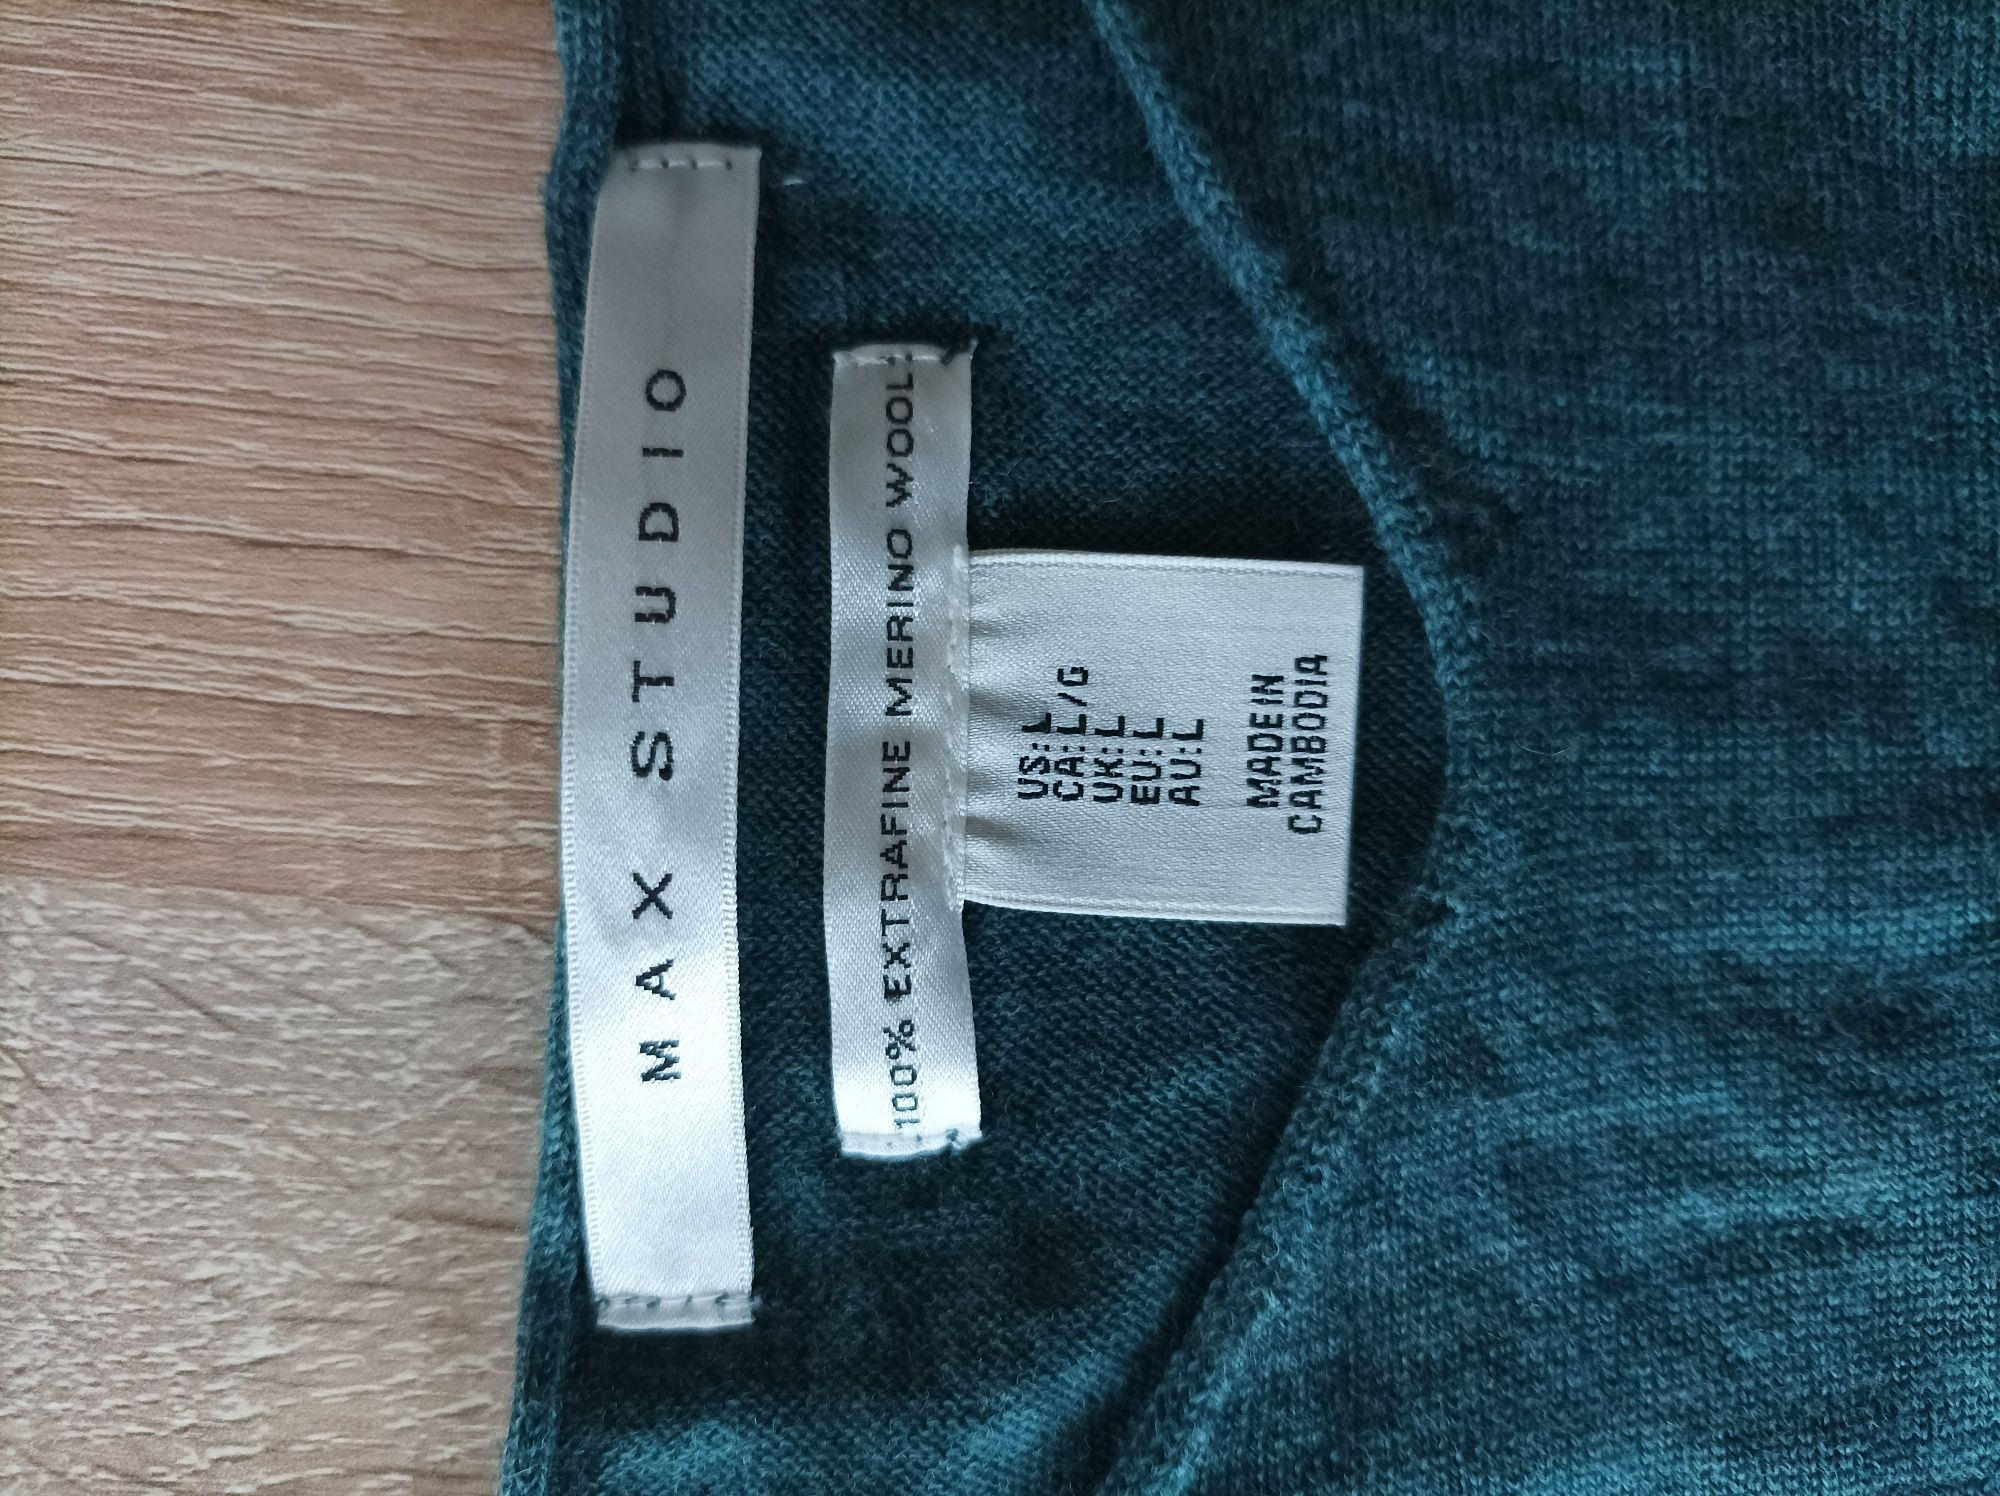 MAX STUDIO
100% EXTRAFINE MERINO WOOL
US: L
CA: L/G
UK: L
EU: L
AU: L
MADE IN
CAMBODIA